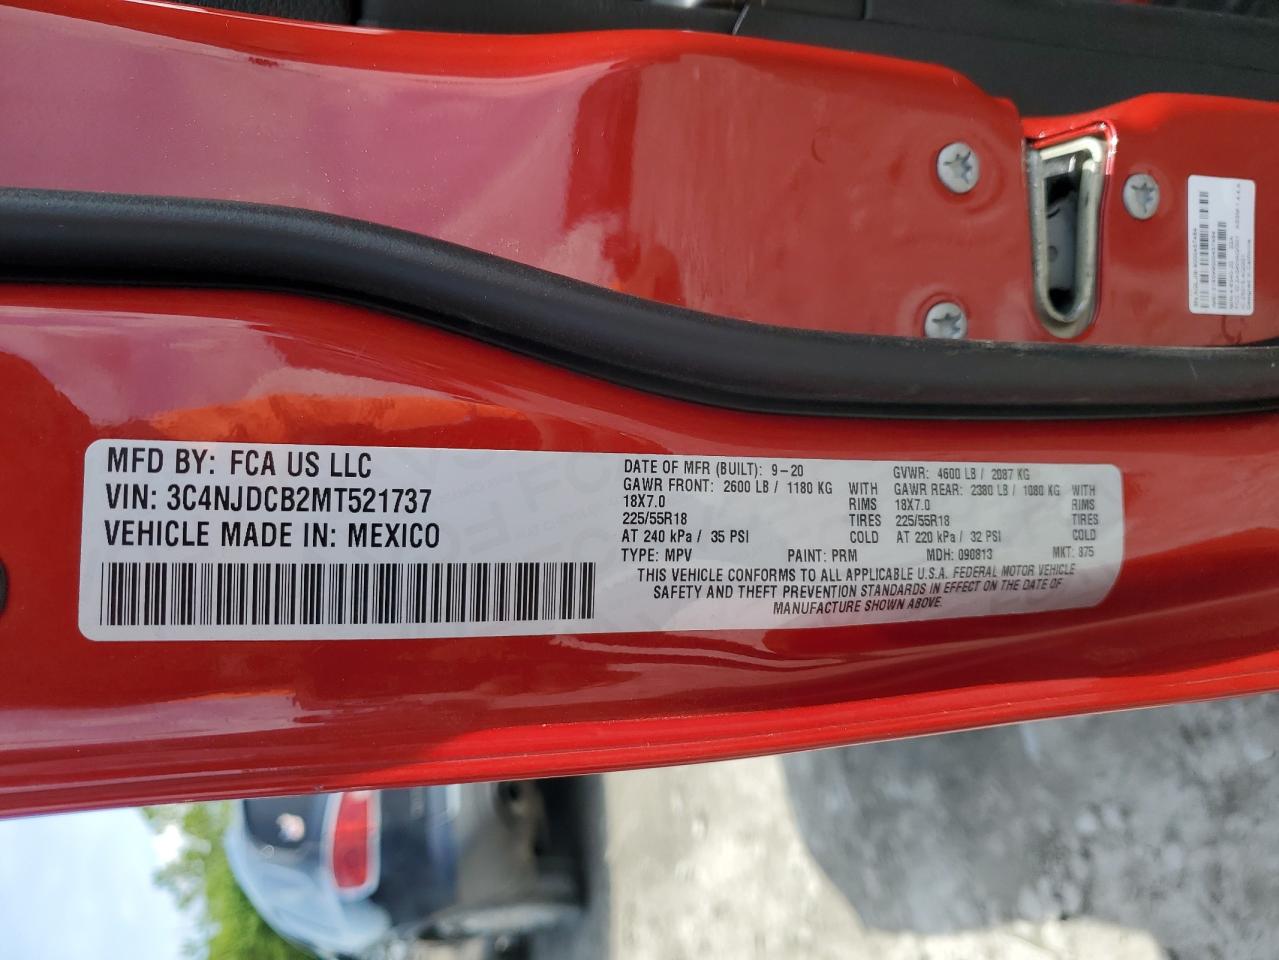 MFD BY: FCA US LLC
VIN: 3C4NJDCB2MT521737
VEHICLE MADE IN: MEXICO
DATE OF MFR (BUILT): 9-20
GAWR FRONT: 2600 LB / 1180 KG WITH
18X7.0 RIMS
225/55R18 TIRES
AT 240 kPa / 35 PSI COLD
TYPE: MPV PAINT: PRM
GVWR: 4600 LB / 2087 KG
GAWR REAR: 2380 LB / 1080 KG WITH
18X7.0 RIMS
225/55R18 TIRES
AT 220 kPa / 32 PSI COLD
MDH: 090813 MKT: 875
THIS VEHICLE CONFORMS TO ALL APPLICABLE U.S.A. FEDERAL MOTOR VEHICLE
SAFETY AND THEFT PREVENTION STANDARDS IN EFFECT ON THE DATE OF
MANUFACTURE SHOWN ABOVE.